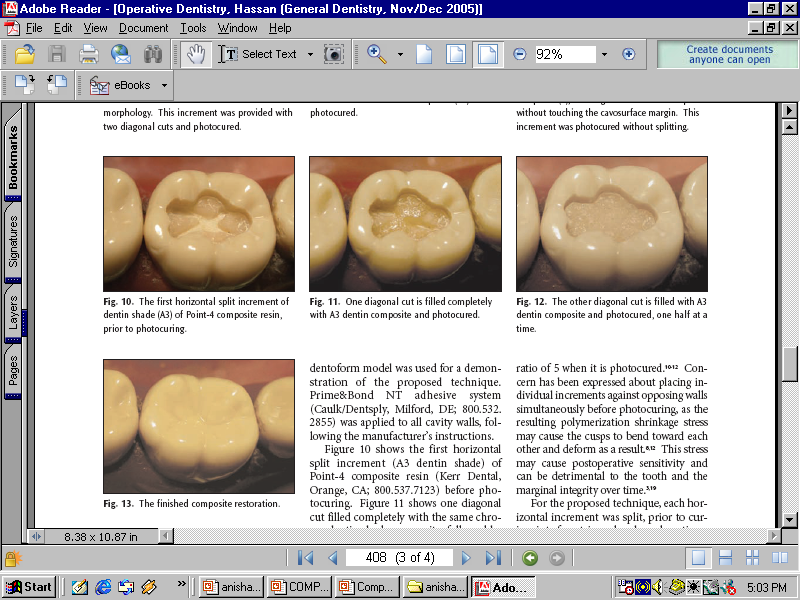 Adobe Reader - [Operative Dentistry, Hassan (General Dentistry, Nov/Dec 2005)]
File Edit View Document Tools Window Help
Select Text
92%
Create documents
anyone can open
eBooks
Bookmarks
Signatures
Layers
Pages
morphology. This increment was provided with
two diagonal cuts and photocured.
photocured.
without touching the cavosurface margin. This
increment was photocured without splitting.
Fig. 10. The first horizontal split increment of
dentin shade (A3) of Point-4 composite resin,
prior to photocuring.
Fig. 11. One diagonal cut is filled completely
with A3 dentin composite and photocured.
Fig. 12. The other diagonal cut is filled with A3
dentin composite and photocured, one half at a
time.
Fig. 13. The finished composite restoration.
dentoform model was used for a demon-
stration of the proposed technique.
Prime&Bond NT adhesive system
(Caulk/Dentsply, Milford, DE; 800.532.
2855) was applied to all cavity walls, fol-
lowing the manufacturer's instructions.
Figure 10 shows the first horizontal
split increment (A3 dentin shade) of
Point-4 composite resin (Kerr Dental,
Orange, CA; 800.537.7123) before pho-
tocuring. Figure 11 shows one diagonal
cut filled completely with the same chro-
ratio of 5 when it is photocured.10-12 Con-
cern has been expressed about placing in-
dividual increments against opposing walls
simultaneously before photocuring, as the
resulting polymerization shrinkage stress
may cause the cusps to bend toward each
other and deform as a result.8,12 This stress
may cause postoperative sensitivity and
can be detrimental to the tooth and the
marginal integrity over time.3,19
For the proposed technique, each hor-
izontal increment was split, prior to cur-
8.38 x 10.87 in
408 (3 of 4)
Start
»
anisha...
COMP...
Comp...
anisha...
Ado...
5:03 PM